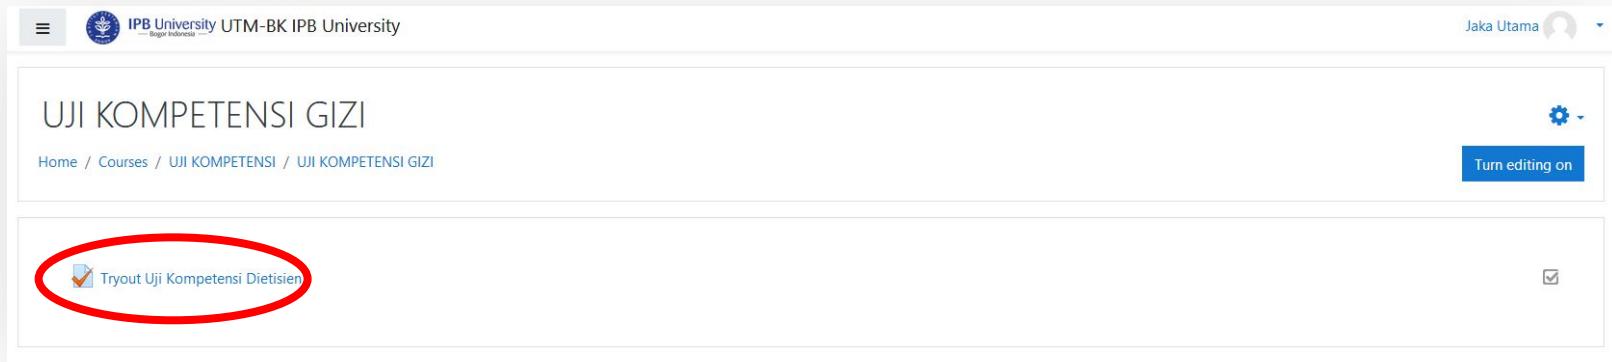 IPB University UTM-BK IPB University
Bogor Indonesia
Jaka Utama
UJI KOMPETENSI GIZI
Home / Courses / UJI KOMPETENSI / UJI KOMPETENSI GIZI
Turn editing on
Tryout Uji Kompetensi Dietisien